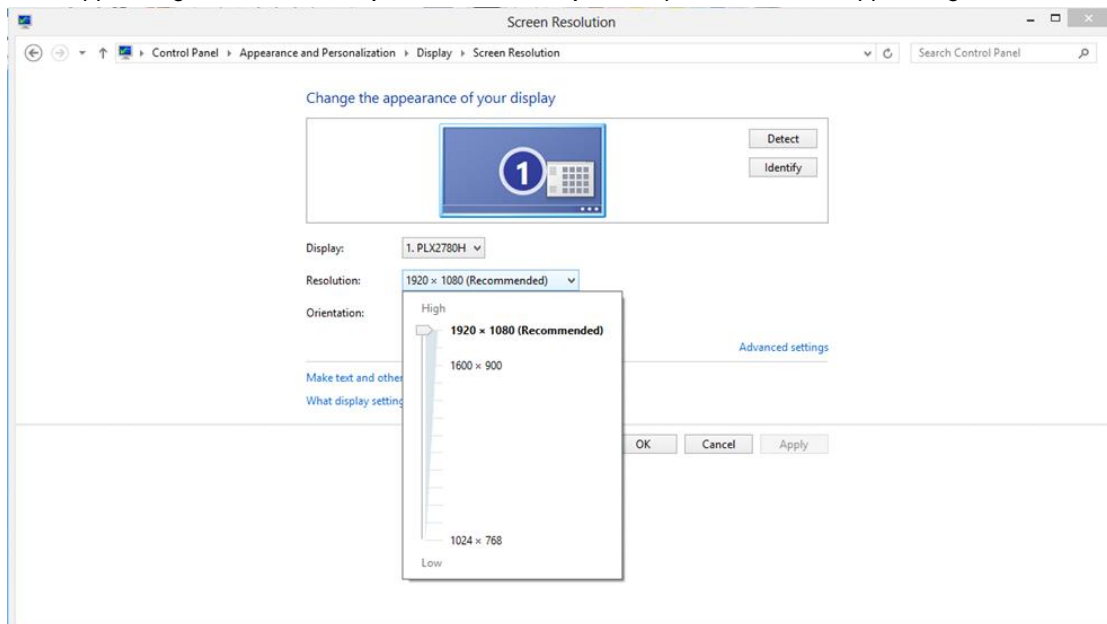 Screen Resolution
Control Panel ▸ Appearance and Personalization ▸ Display ▸ Screen Resolution
Search Control Panel
Change the appearance of your display
1
Detect
Identify
Display: 1. PLX2780H
Resolution: 1920 × 1080 (Recommended)
Orientation:
High
1920 × 1080 (Recommended)
Advanced settings
1600 × 900
Make text and other
What display setting
OK Cancel Apply
1024 × 768
Low